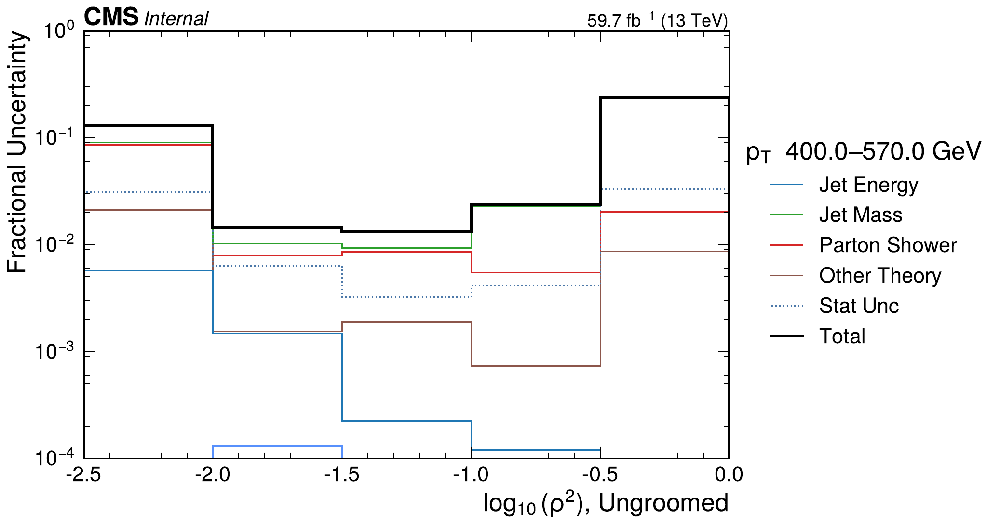 CMS Internal
59.7 fb⁻¹ (13 TeV)
Fractional Uncertainty
10⁰
10⁻¹
10⁻²
10⁻³
10⁻⁴
-2.5 -2.0 -1.5 -1.0 -0.5 0.0
log₁₀(ρ²), Ungroomed
p_T 400.0–570.0 GeV
Jet Energy
Jet Mass
Parton Shower
Other Theory
Stat Unc
Total